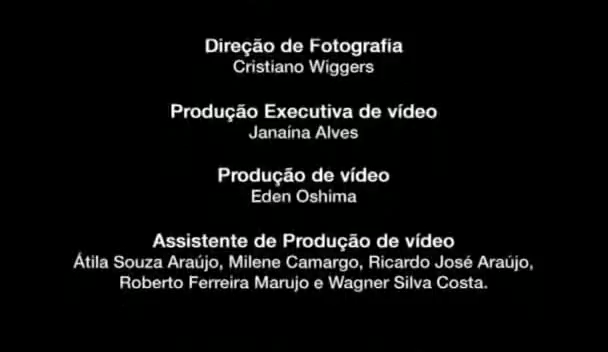 Direção de Fotografia
Cristiano Wiggers
Produção Executiva de vídeo
Janaína Alves
Produção de vídeo
Eden Oshima
Assistente de Produção de vídeo
Átila Souza Araújo, Milene Camargo, Ricardo José Araújo,
Roberto Ferreira Marujo e Wagner Silva Costa.